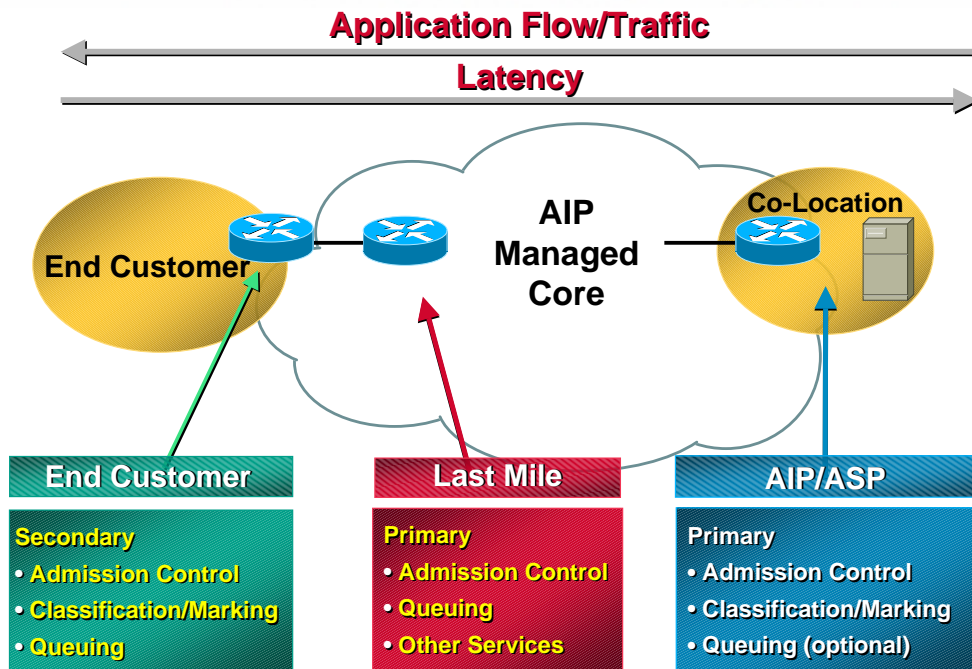 Application Flow/Traffic
Latency
End Customer
AIP
Managed
Core
Co-Location
End Customer
Secondary
• Admission Control
• Classification/Marking
• Queuing
Last Mile
Primary
• Admission Control
• Queuing
• Other Services
AIP/ASP
Primary
• Admission Control
• Classification/Marking
• Queuing (optional)